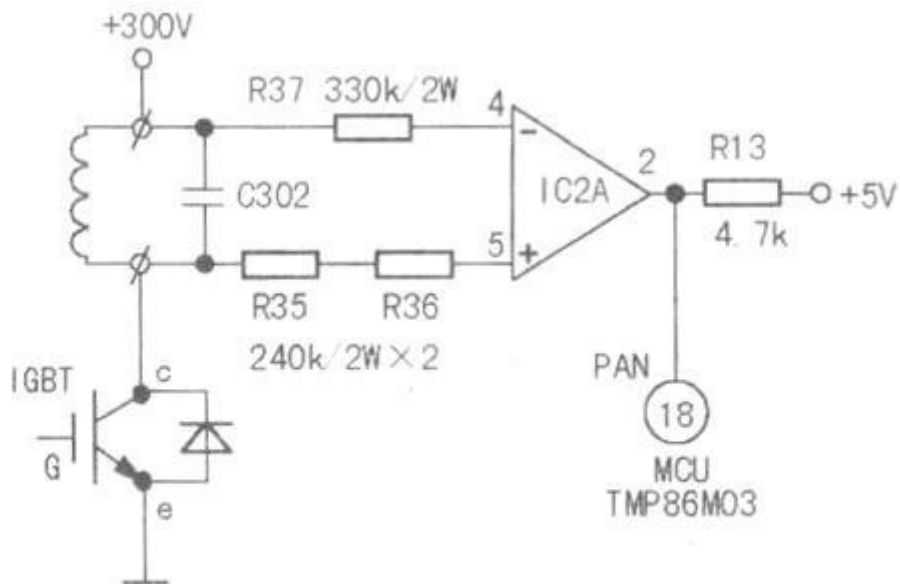 +300V
R37 330k/2W
4
-
2
R13
IC2A
+5V
C302
4.7k
5
+
R35
R36
240k/2W×2
IGBT
c
PAN
18
G
MCU
TMP86M03
e